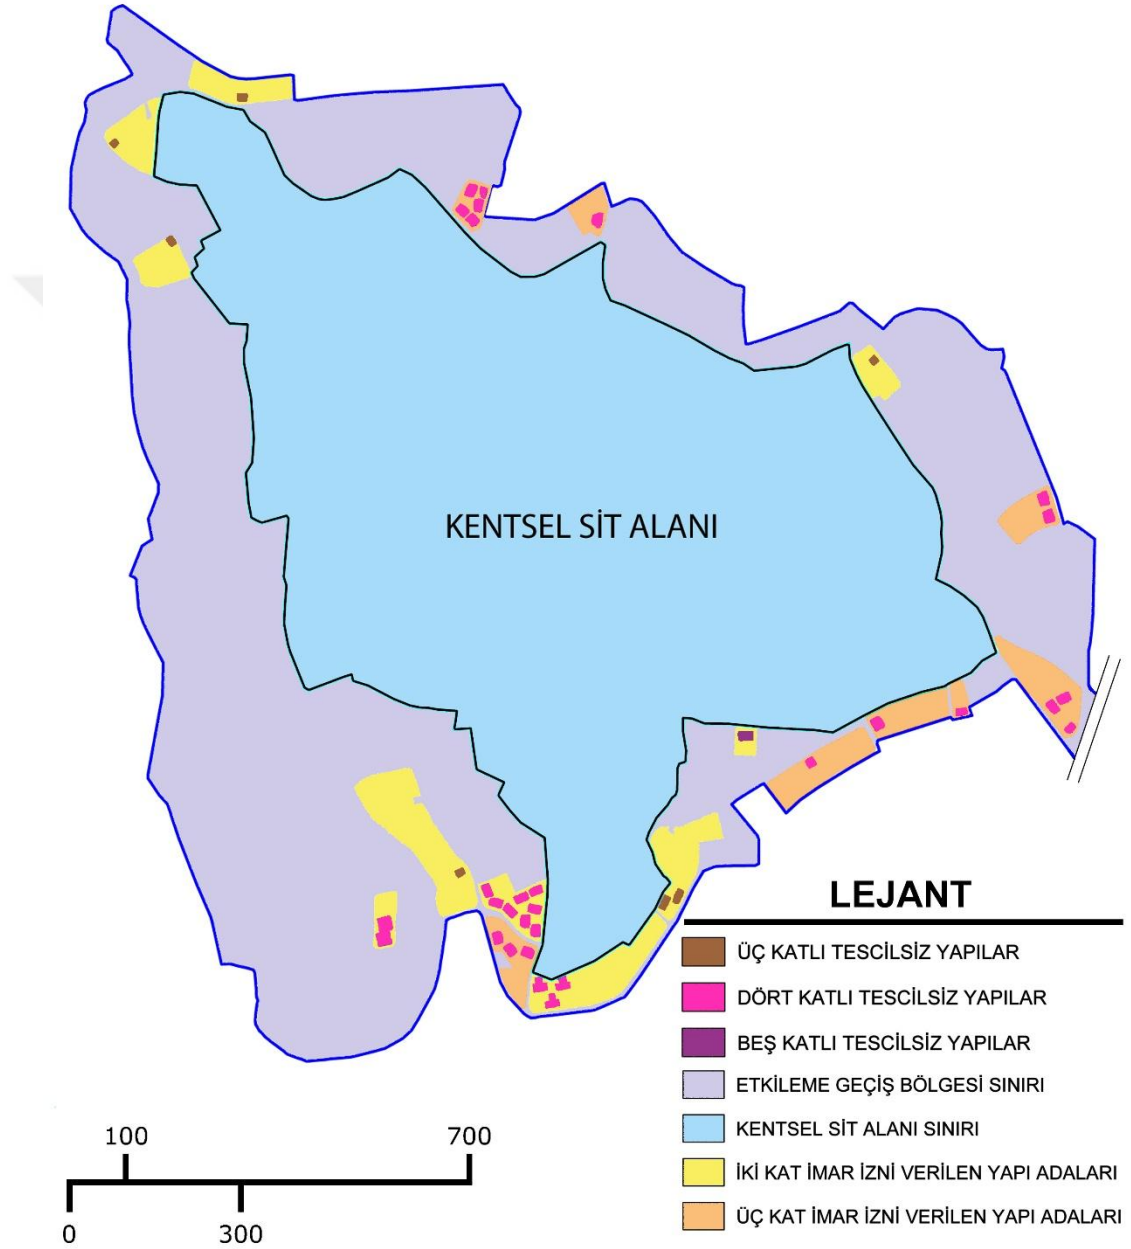 KENTSEL SİT ALANI
LEJANT
ÜÇ KATLI TESCİLSİZ YAPILAR
DÖRT KATLI TESCİLSİZ YAPILAR
BEŞ KATLI TESCİLSİZ YAPILAR
ETKİLEME GEÇİŞ BÖLGESİ SINIRI
KENTSEL SİT ALANI SINIRI
İKİ KAT İMAR İZNİ VERİLEN YAPI ADALARI
ÜÇ KAT İMAR İZNİ VERİLEN YAPI ADALARI
100 700
0 300